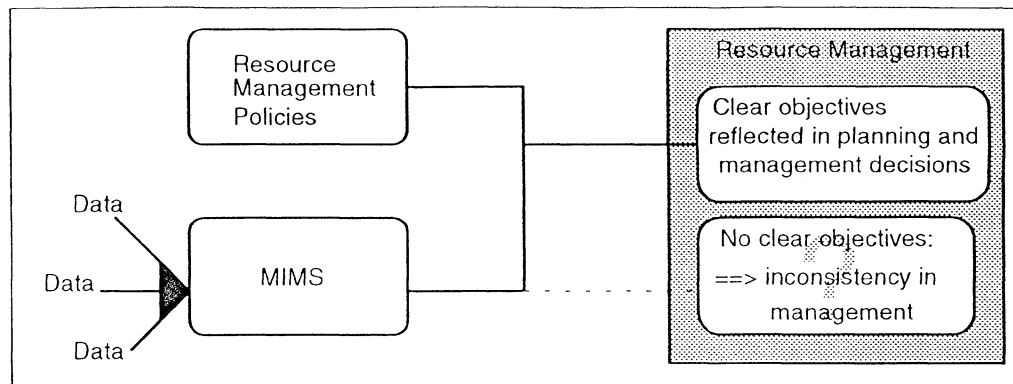 Resource
Management
Policies
Data
Data
Data
MIMS
Resource Management
Clear objectives
reflected in planning and
management decisions
No clear objectives:
==> inconsistency in
management